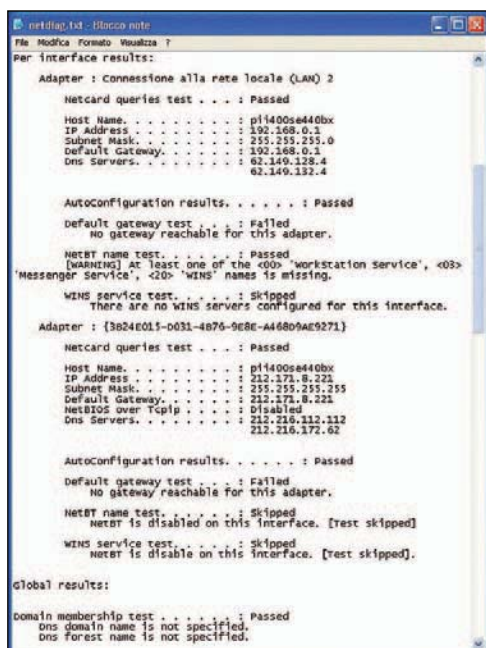 netdiag.txt - Blocco note
File Modifica Formato Visualizza ?
Per interface results:
Adapter : Connessione alla rete locale (LAN) 2
Netcard queries test . . . : Passed
Host Name. . . . . . . . . : pii400se440bx
IP Address . . . . . . . . : 192.168.0.1
Subnet Mask. . . . . . . . : 255.255.255.0
Default Gateway. . . . . . : 192.168.0.1
Dns Servers. . . . . . . . : 62.149.128.4
62.149.132.4
AutoConfiguration results. . . . . . : Passed
Default gateway test . . . : Failed
No gateway reachable for this adapter.
NetBT name test. . . . . . : Passed
[WARNING] At least one of the <00> 'WorkStation Service', <03>
'Messenger Service', <20> 'WINS' names is missing.
WINS service test. . . . . : Skipped
There are no WINS servers configured for this interface.
Adapter : {3B24E015-D031-4B76-9E8E-A468D9AE9271}
Netcard queries test . . . : Passed
Host Name. . . . . . . . . : pii400se440bx
IP Address . . . . . . . . : 212.171.8.221
Subnet Mask. . . . . . . . : 255.255.255.255
Default Gateway. . . . . . : 212.171.8.221
NetBIOS over Tcpip . . . . : Disabled
Dns Servers. . . . . . . . : 212.216.112.112
212.216.172.62
AutoConfiguration results. . . . . . : Passed
Default gateway test . . . : Failed
No gateway reachable for this adapter.
NetBT name test. . . . . . : Skipped
NetBT is disabled on this interface. [Test skipped]
WINS service test. . . . . : Skipped
NetBT is disable on this interface. [Test skipped].
Global results:
Domain membership test . . . . . . : Passed
Dns domain name is not specified.
Dns forest name is not specified.